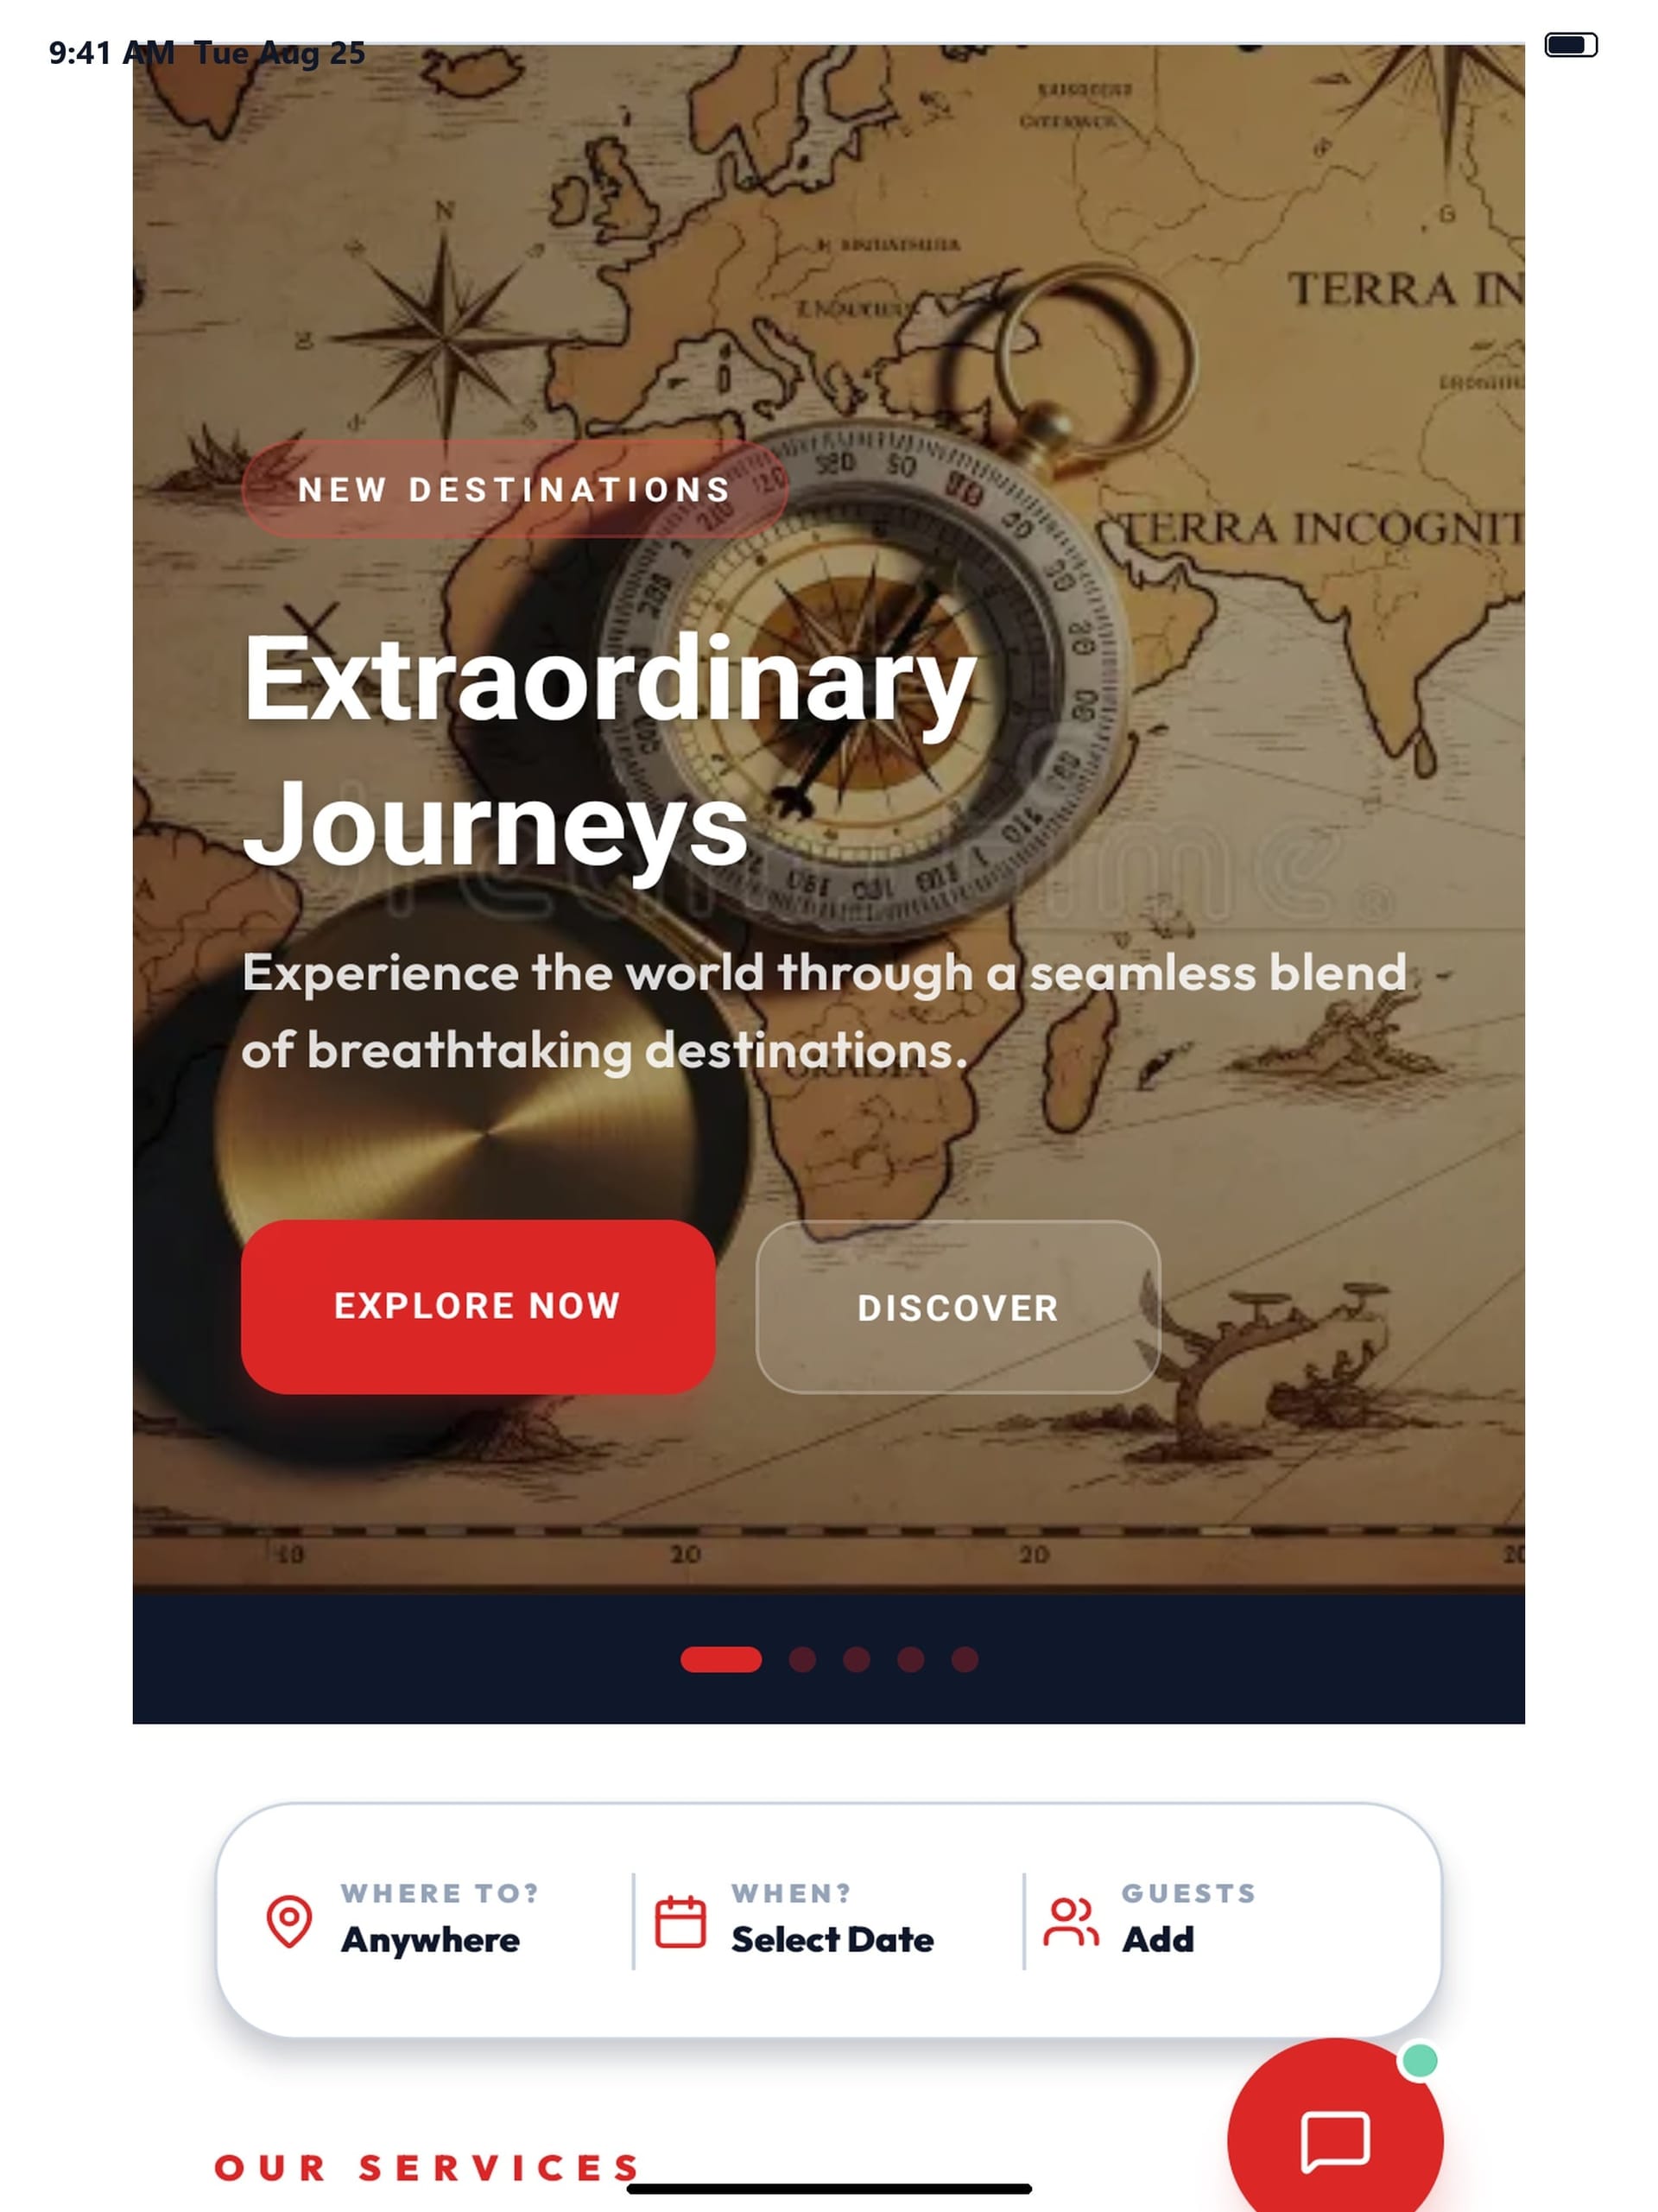 9:41 AM Tue Aug 25
N
TERRA IN
TERRA INCOGNIT
NEW DESTINATIONS
Extraordinary
Journeys
Experience the world through a seamless blend
of breathtaking destinations.
EXPLORE NOW
DISCOVER
20
20
WHERE TO?
Anywhere
WHEN?
Select Date
GUESTS
Add
OUR SERVICES